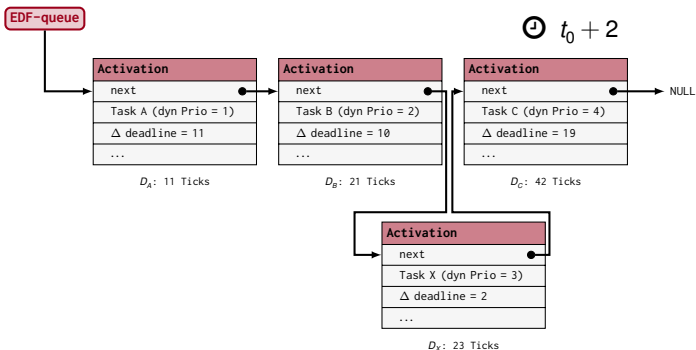 EDF-queue
t0 + 2
Activation
next
Task A (dyn Prio = 1)
Δ deadline = 11
...
DA: 11 Ticks
Activation
next
Task B (dyn Prio = 2)
Δ deadline = 10
...
DB: 21 Ticks
Activation
next
Task C (dyn Prio = 4)
Δ deadline = 19
...
DC: 42 Ticks
NULL
Activation
next
Task X (dyn Prio = 3)
Δ deadline = 2
...
DX: 23 Ticks